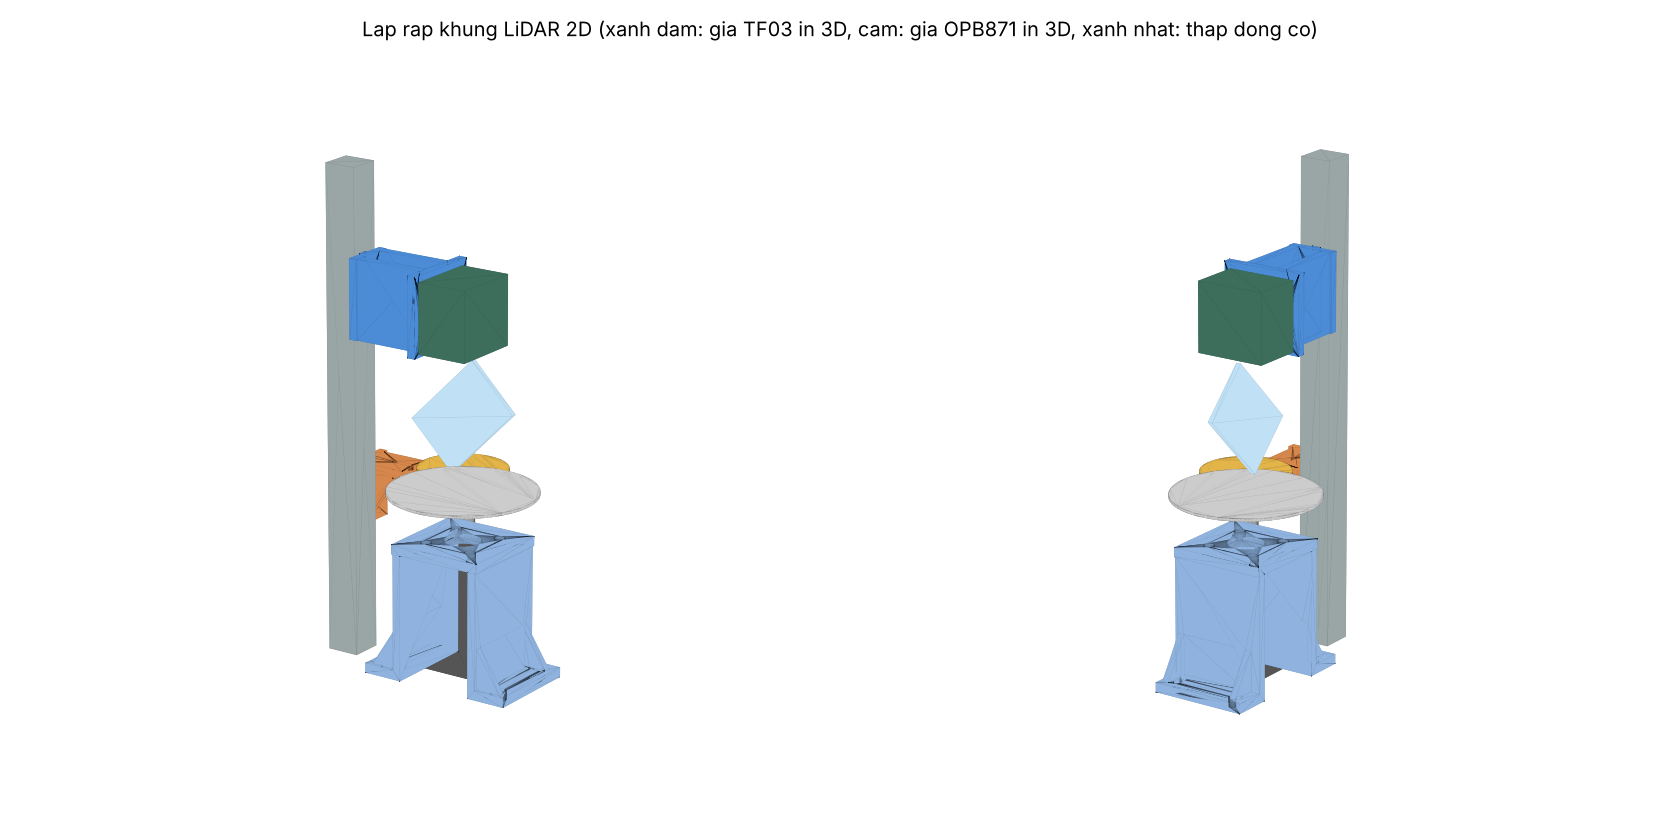 Lap rap khung LiDAR 2D (xanh dam: gia TF03 in 3D, cam: gia OPB871 in 3D, xanh nhat: thap dong co)